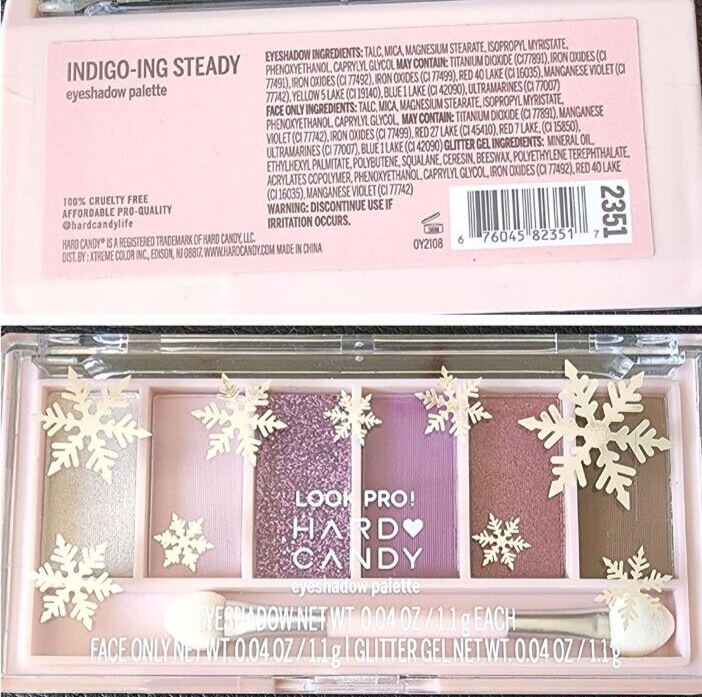 INDIGO-ING STEADY
eyeshadow palette
EYESHADOW INGREDIENTS: TALC, MICA, MAGNESIUM STEARATE, ISOPROPYL MYRISTATE,
PHENOXYETHANOL, CAPRYLYL GLYCOL MAY CONTAIN: TITANIUM DIOXIDE (CI77891), IRON OXIDES (CI
77491), IRON OXIDES (CI 77492), IRON OXIDES (CI 77499), RED 40 LAKE (CI 16035), MANGANESE VIOLET (CI
77742), YELLOW 5 LAKE (CI 19140), BLUE 1 LAKE (CI 42090), ULTRAMARINES (CI 77007)
FACE ONLY INGREDIENTS: TALC, MICA, MAGNESIUM STEARATE, ISOPROPYL MYRISTATE,
PHENOXYETHANOL, CAPRYLYL GLYCOL. MAY CONTAIN: TITANIUM DIOXIDE (CI 77891), MANGANESE
VIOLET (CI 77742), IRON OXIDES (CI 77499), RED 27 LAKE (CI 45410), RED 7 LAKE, (CI 15850),
ULTRAMARINES (CI 77007), BLUE 1 LAKE (CI 42090) GLITTER GEL INGREDIENTS: MINERAL OIL,
ETHYLHEXYL PALMITATE, POLYBUTENE, SQUALANE, CERESIN, BEESWAX, POLYETHYLENE TEREPHTHALATE,
ACRYLATES COPOLYMER, PHENOXYETHANOL, CAPRYLYL GLYCOL, IRON OXIDES (CI 77492), RED 40 LAKE
(CI 16035), MANGANESE VIOLET (CI 77742)
WARNING: DISCONTINUE USE IF
IRRITATION OCCURS.
100% CRUELTY FREE
AFFORDABLE PRO-QUALITY
@hardcandylife
HARD CANDY® IS A REGISTERED TRADEMARK OF HARD CANDY, LLC.
DIST. BY : XTREME COLOR INC., EDISON, NJ 08817. WWW.HARDCANDY.COM MADE IN CHINA
36M
OY2108
6 76045 82351 7
2351
LOOK PRO!
HARD
CANDY
eyeshadow palette
EYESHADOW NET WT. 0.04 OZ / 1.1 g EACH
FACE ONLY NET WT. 0.04 OZ / 1.1g | GLITTER GEL NET WT. 0.04 OZ / 1.1g